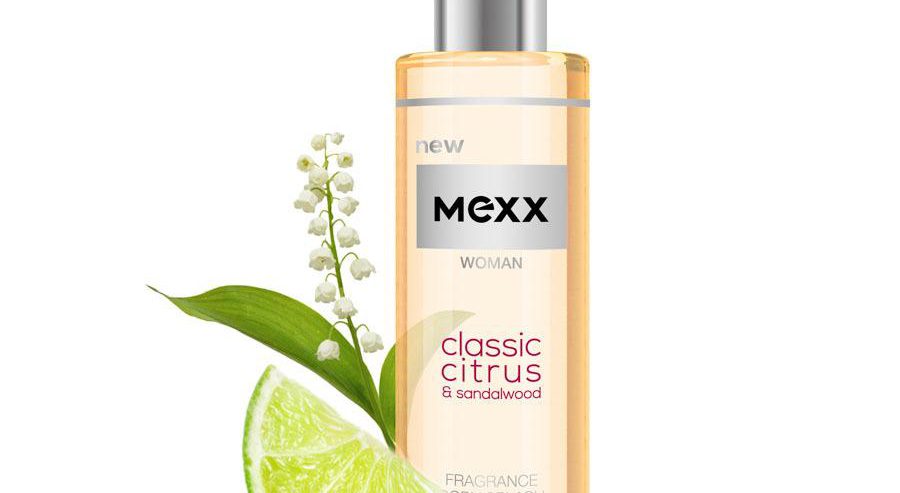 new
MEXX
WOMAN
classic
citrus
& sandalwood
FRAGRANCE